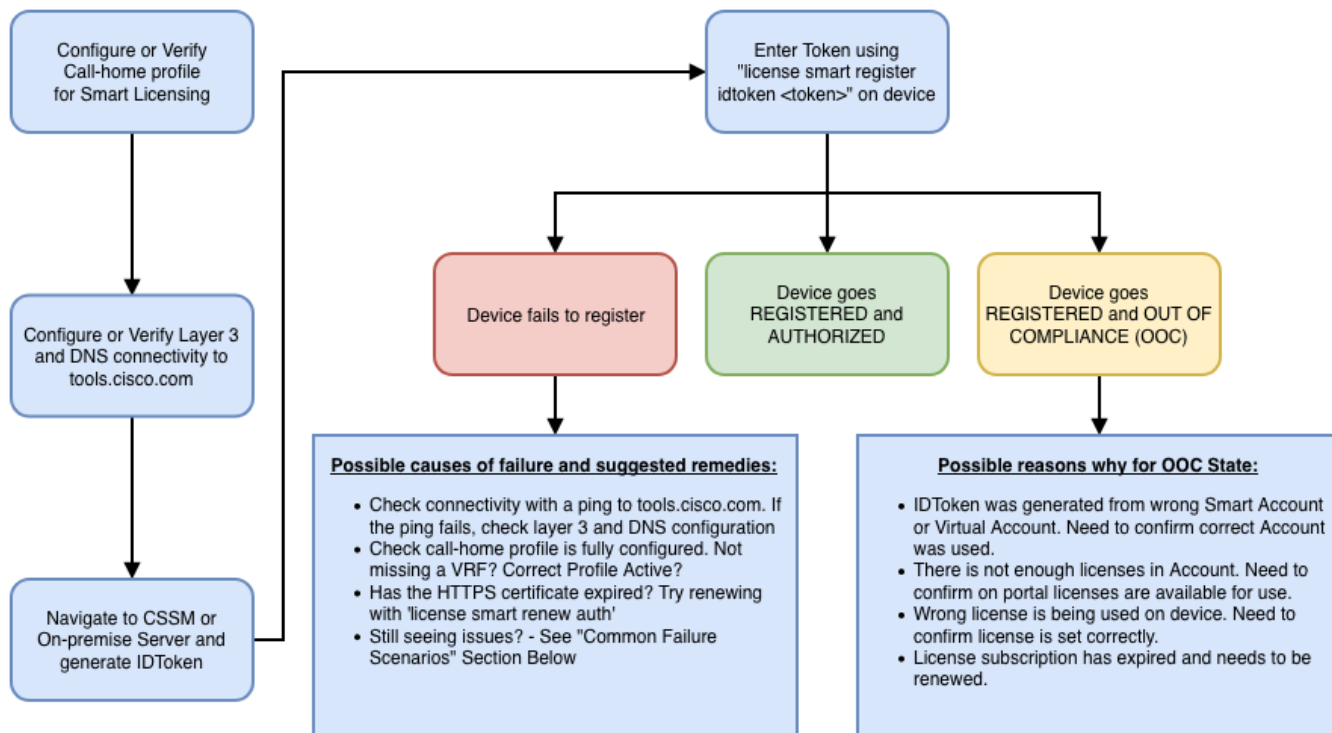 Configure or Verify
Call-home profile
for Smart Licensing
Configure or Verify Layer 3
and DNS connectivity to
tools.cisco.com
Navigate to CSSM or
On-premise Server and
generate IDToken
Enter Token using
"license smart register
idtoken <token>" on device
Device fails to register
Device goes
REGISTERED and
AUTHORIZED
Device goes
REGISTERED and OUT OF
COMPLIANCE (OOC)
Possible causes of failure and suggested remedies:
• Check connectivity with a ping to tools.cisco.com. If
the ping fails, check layer 3 and DNS configuration
• Check call-home profile is fully configured. Not
missing a VRF? Correct Profile Active?
• Has the HTTPS certificate expired? Try renewing
with 'license smart renew auth'
• Still seeing issues? - See "Common Failure
Scenarios" Section Below
Possible reasons why for OOC State:
• IDToken was generated from wrong Smart Account
or Virtual Account. Need to confirm correct Account
was used.
• There is not enough licenses in Account. Need to
confirm on portal licenses are available for use.
• Wrong license is being used on device. Need to
confirm license is set correctly.
• License subscription has expired and needs to be
renewed.